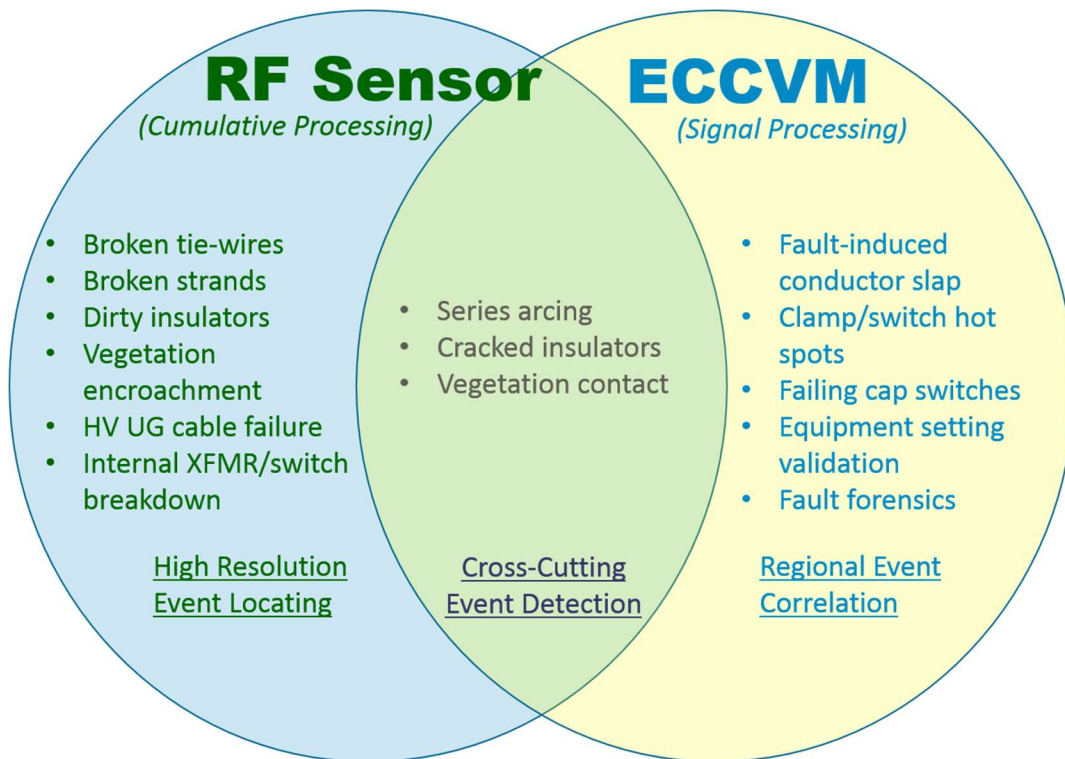 RF Sensor
(Cumulative Processing)
• Broken tie-wires
• Broken strands
• Dirty insulators
• Vegetation
encroachment
• HV UG cable failure
• Internal XFMR/switch
breakdown
High Resolution
Event Locating
• Series arcing
• Cracked insulators
• Vegetation contact
Cross-Cutting
Event Detection
ECCVM
(Signal Processing)
• Fault-induced
conductor slap
• Clamp/switch hot
spots
• Failing cap switches
• Equipment setting
validation
• Fault forensics
Regional Event
Correlation